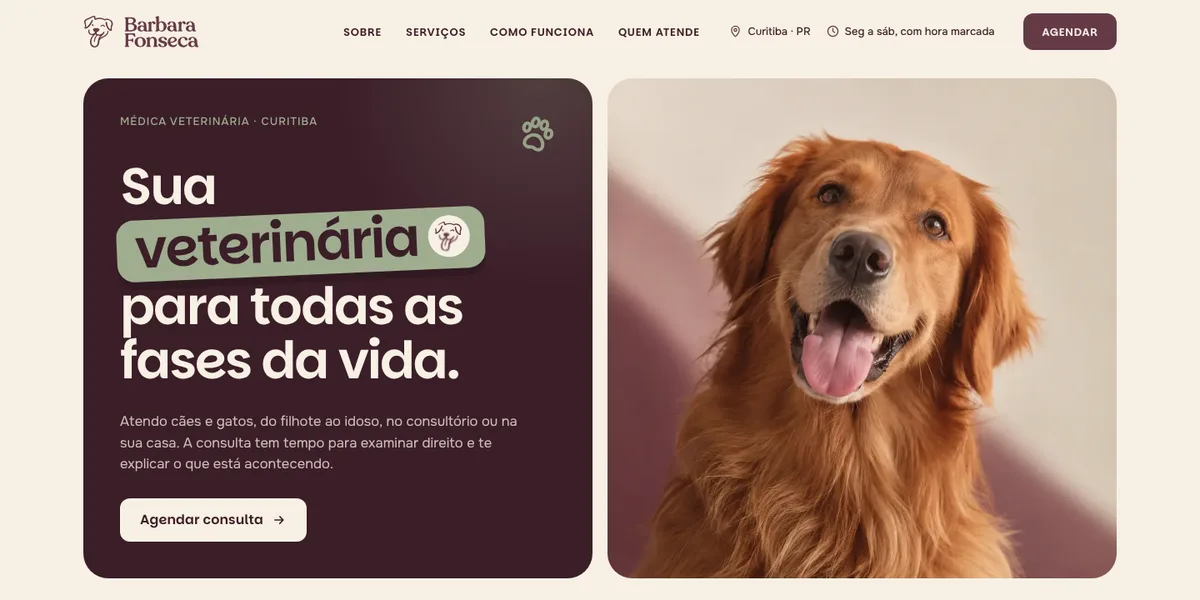 Barbara
Fonseca
SOBRE
SERVIÇOS
COMO FUNCIONA
QUEM ATENDE
Curitiba · PR
Seg a sáb, com hora marcada
AGENDAR
MÉDICA VETERINÁRIA · CURITIBA
Sua
veterinária
para todas as
fases da vida.
Atendo cães e gatos, do filhote ao idoso, no consultório ou na
sua casa. A consulta tem tempo para examinar direito e te
explicar o que está acontecendo.
Agendar consulta →